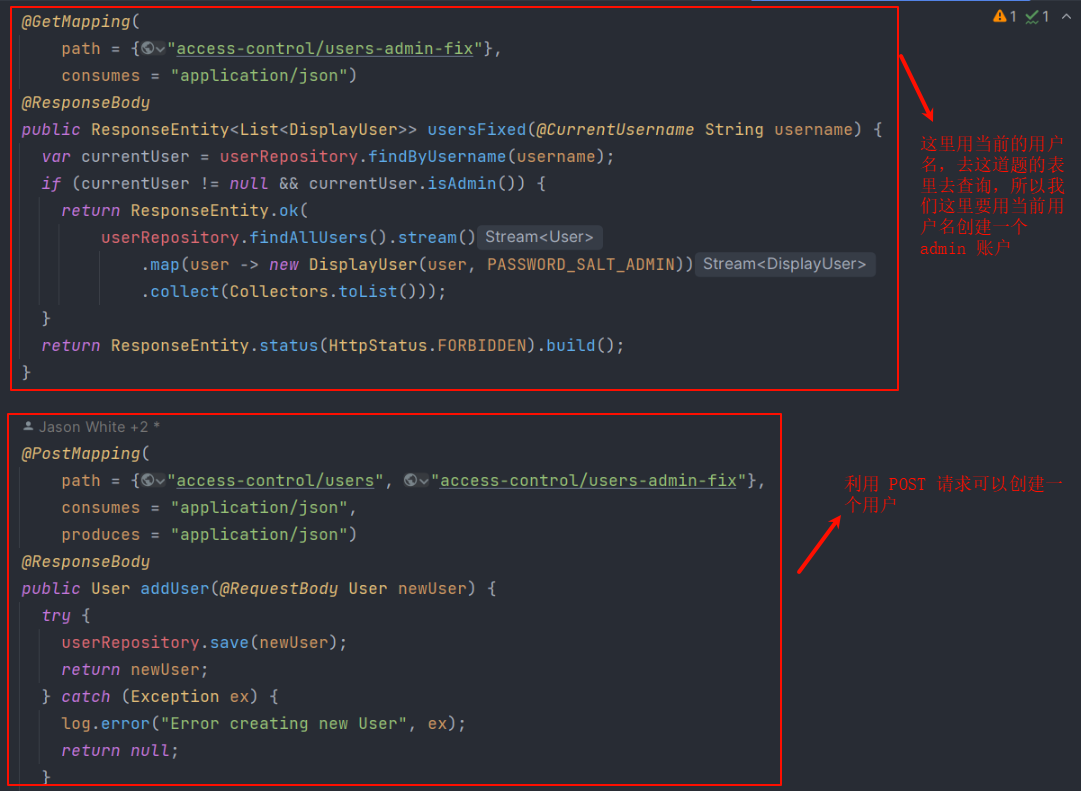 @GetMapping(
1 1
path = {"access-control/users-admin-fix"},
consumes = "application/json")
@ResponseBody
public ResponseEntity<List<DisplayUser>> usersFixed(@CurrentUsername String username) {
var currentUser = userRepository.findByUsername(username);
if (currentUser != null && currentUser.isAdmin()) {
return ResponseEntity.ok(
userRepository.findAllUsers().stream() Stream<User>
.map(user -> new DisplayUser(user, PASSWORD_SALT_ADMIN)) Stream<DisplayUser>
.collect(Collectors.toList()));
}
return ResponseEntity.status(HttpStatus.FORBIDDEN).build();
}
这里用当前的用户
名，去这道题的表
里去查询，所以我
们这里要用当前用
户名创建一个
admin 账户
Jason White +2 *
@PostMapping(
path = {"access-control/users", "access-control/users-admin-fix"},
consumes = "application/json",
produces = "application/json")
@ResponseBody
public User addUser(@RequestBody User newUser) {
try {
userRepository.save(newUser);
return newUser;
} catch (Exception ex) {
log.error("Error creating new User", ex);
return null;
}
利用 POST 请求可以创建一
个用户